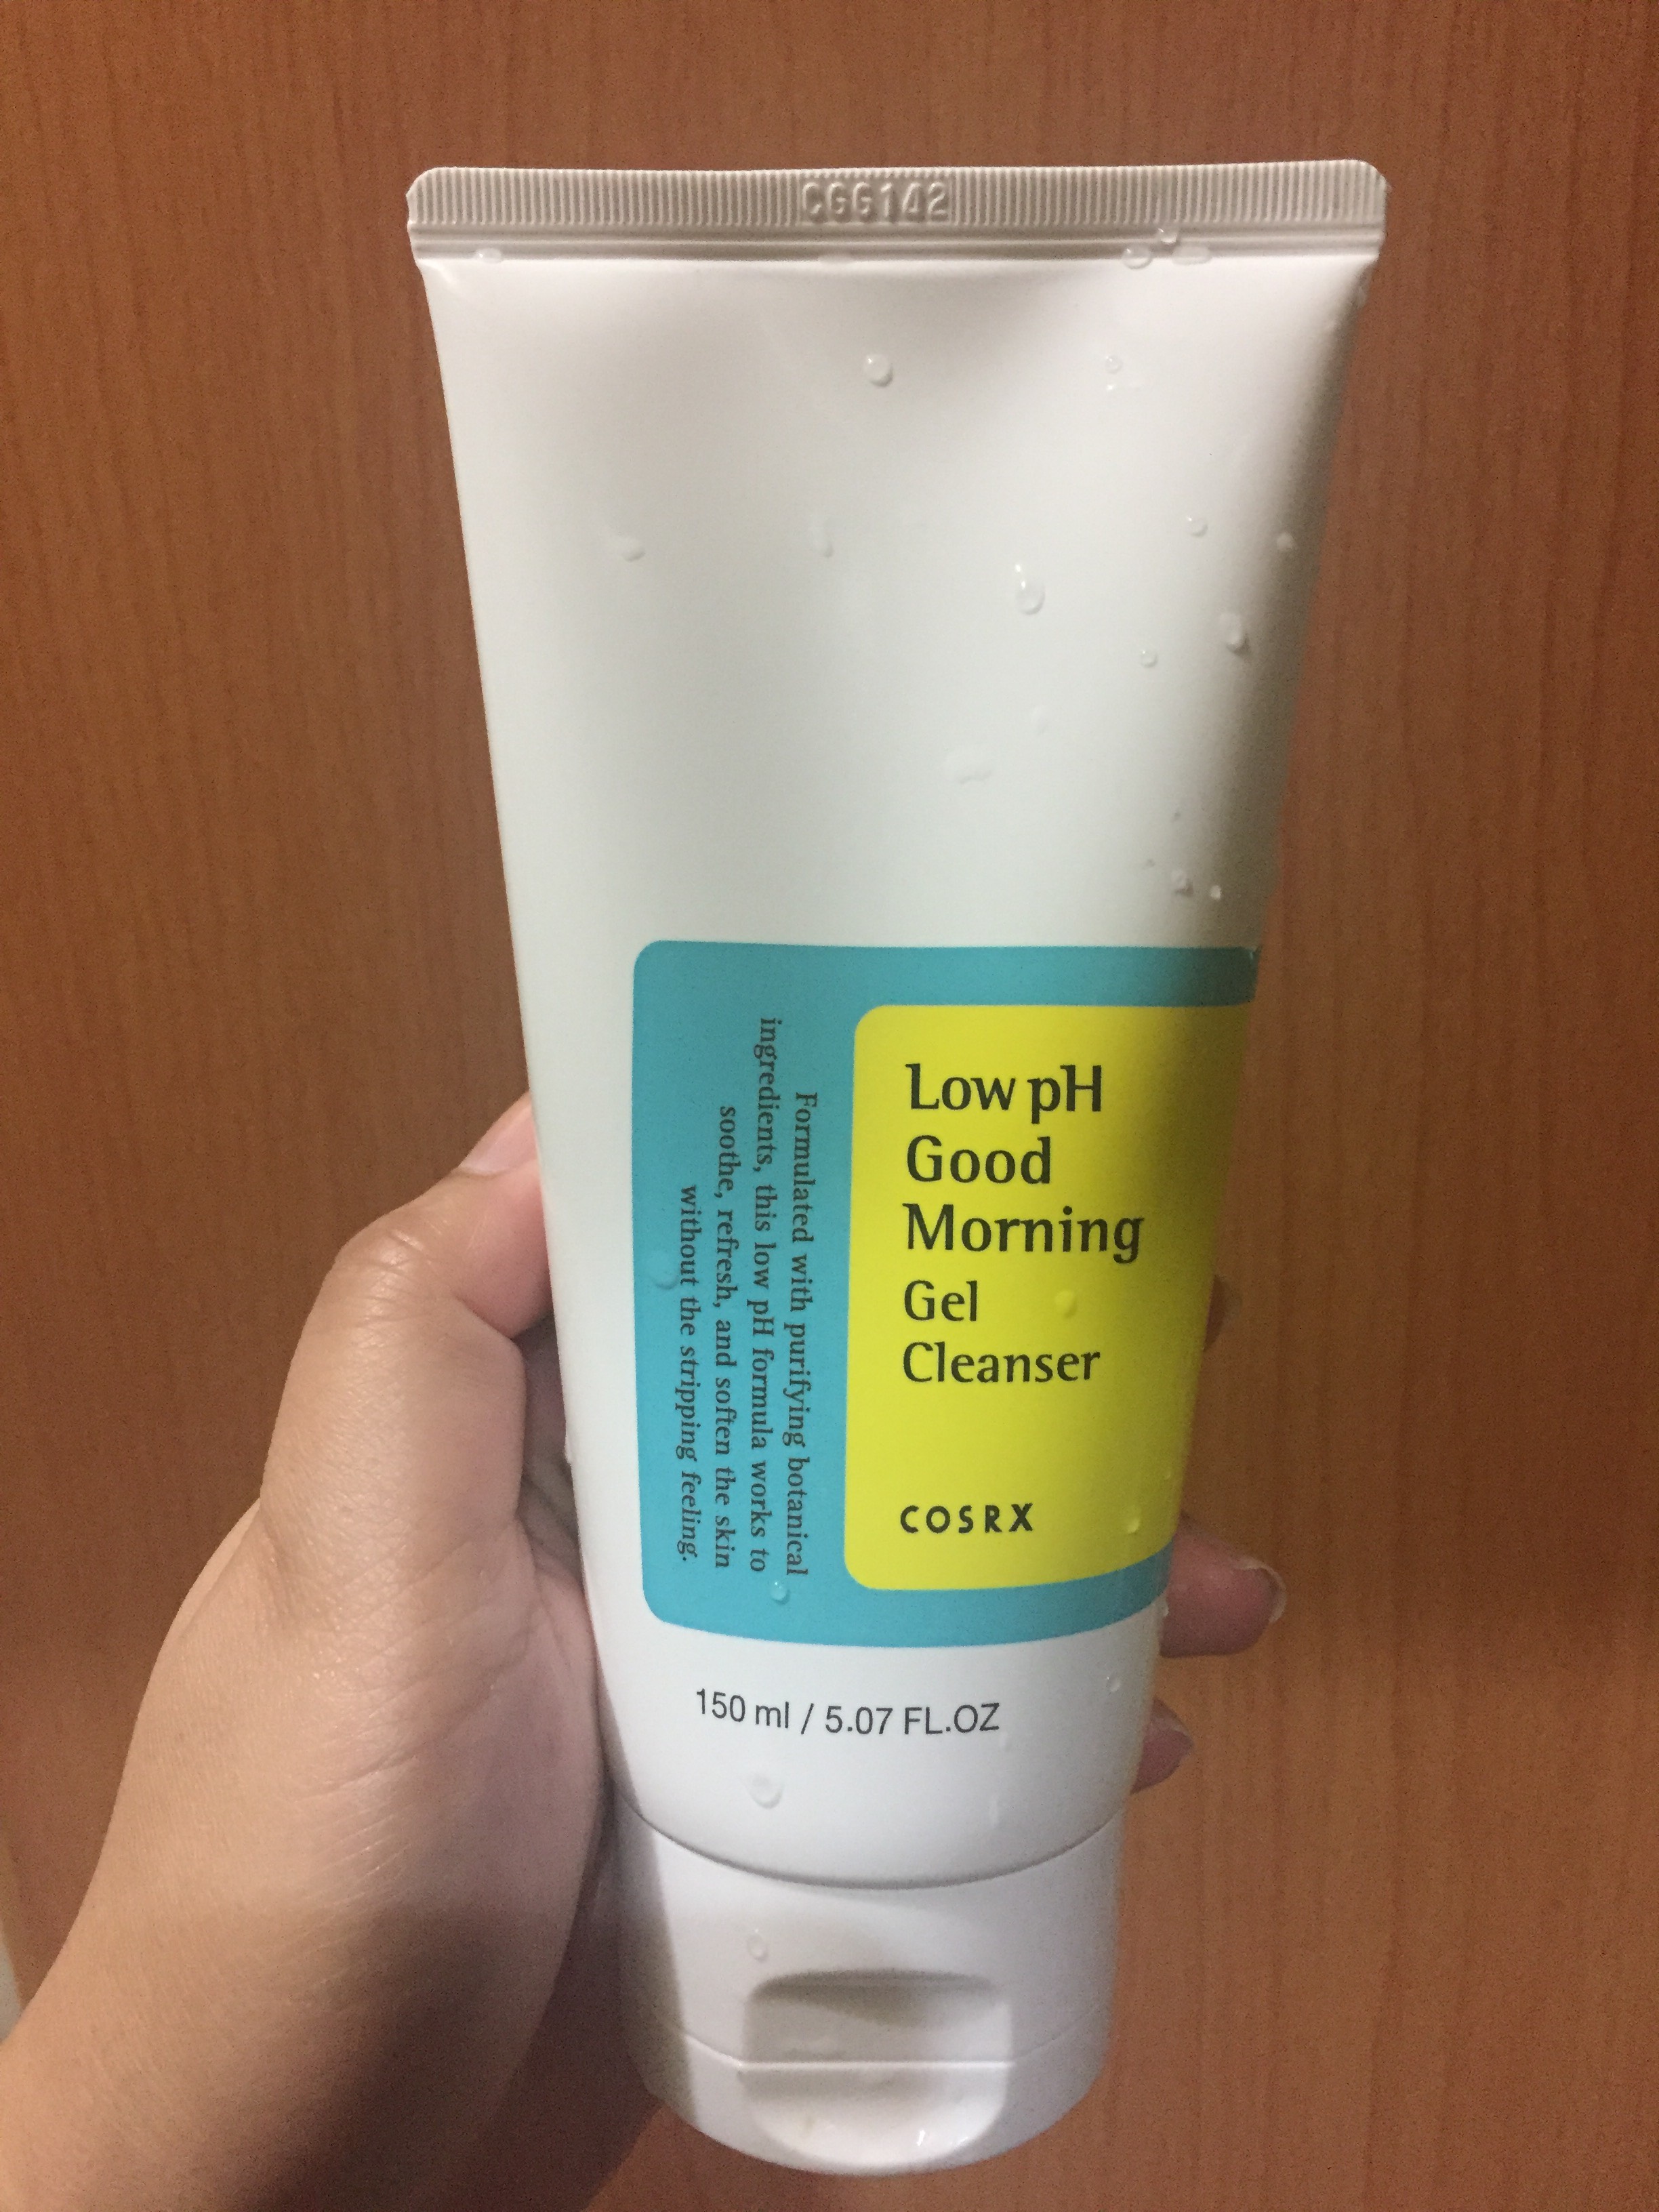 CGG142
Low pH
Good
Morning
Gel
Cleanser
COSRX
Formulated with purifying botanical
ingredients, this low pH formula works to
soothe, refresh, and soften the skin
without the stripping feeling.
150 ml / 5.07 FL.OZ